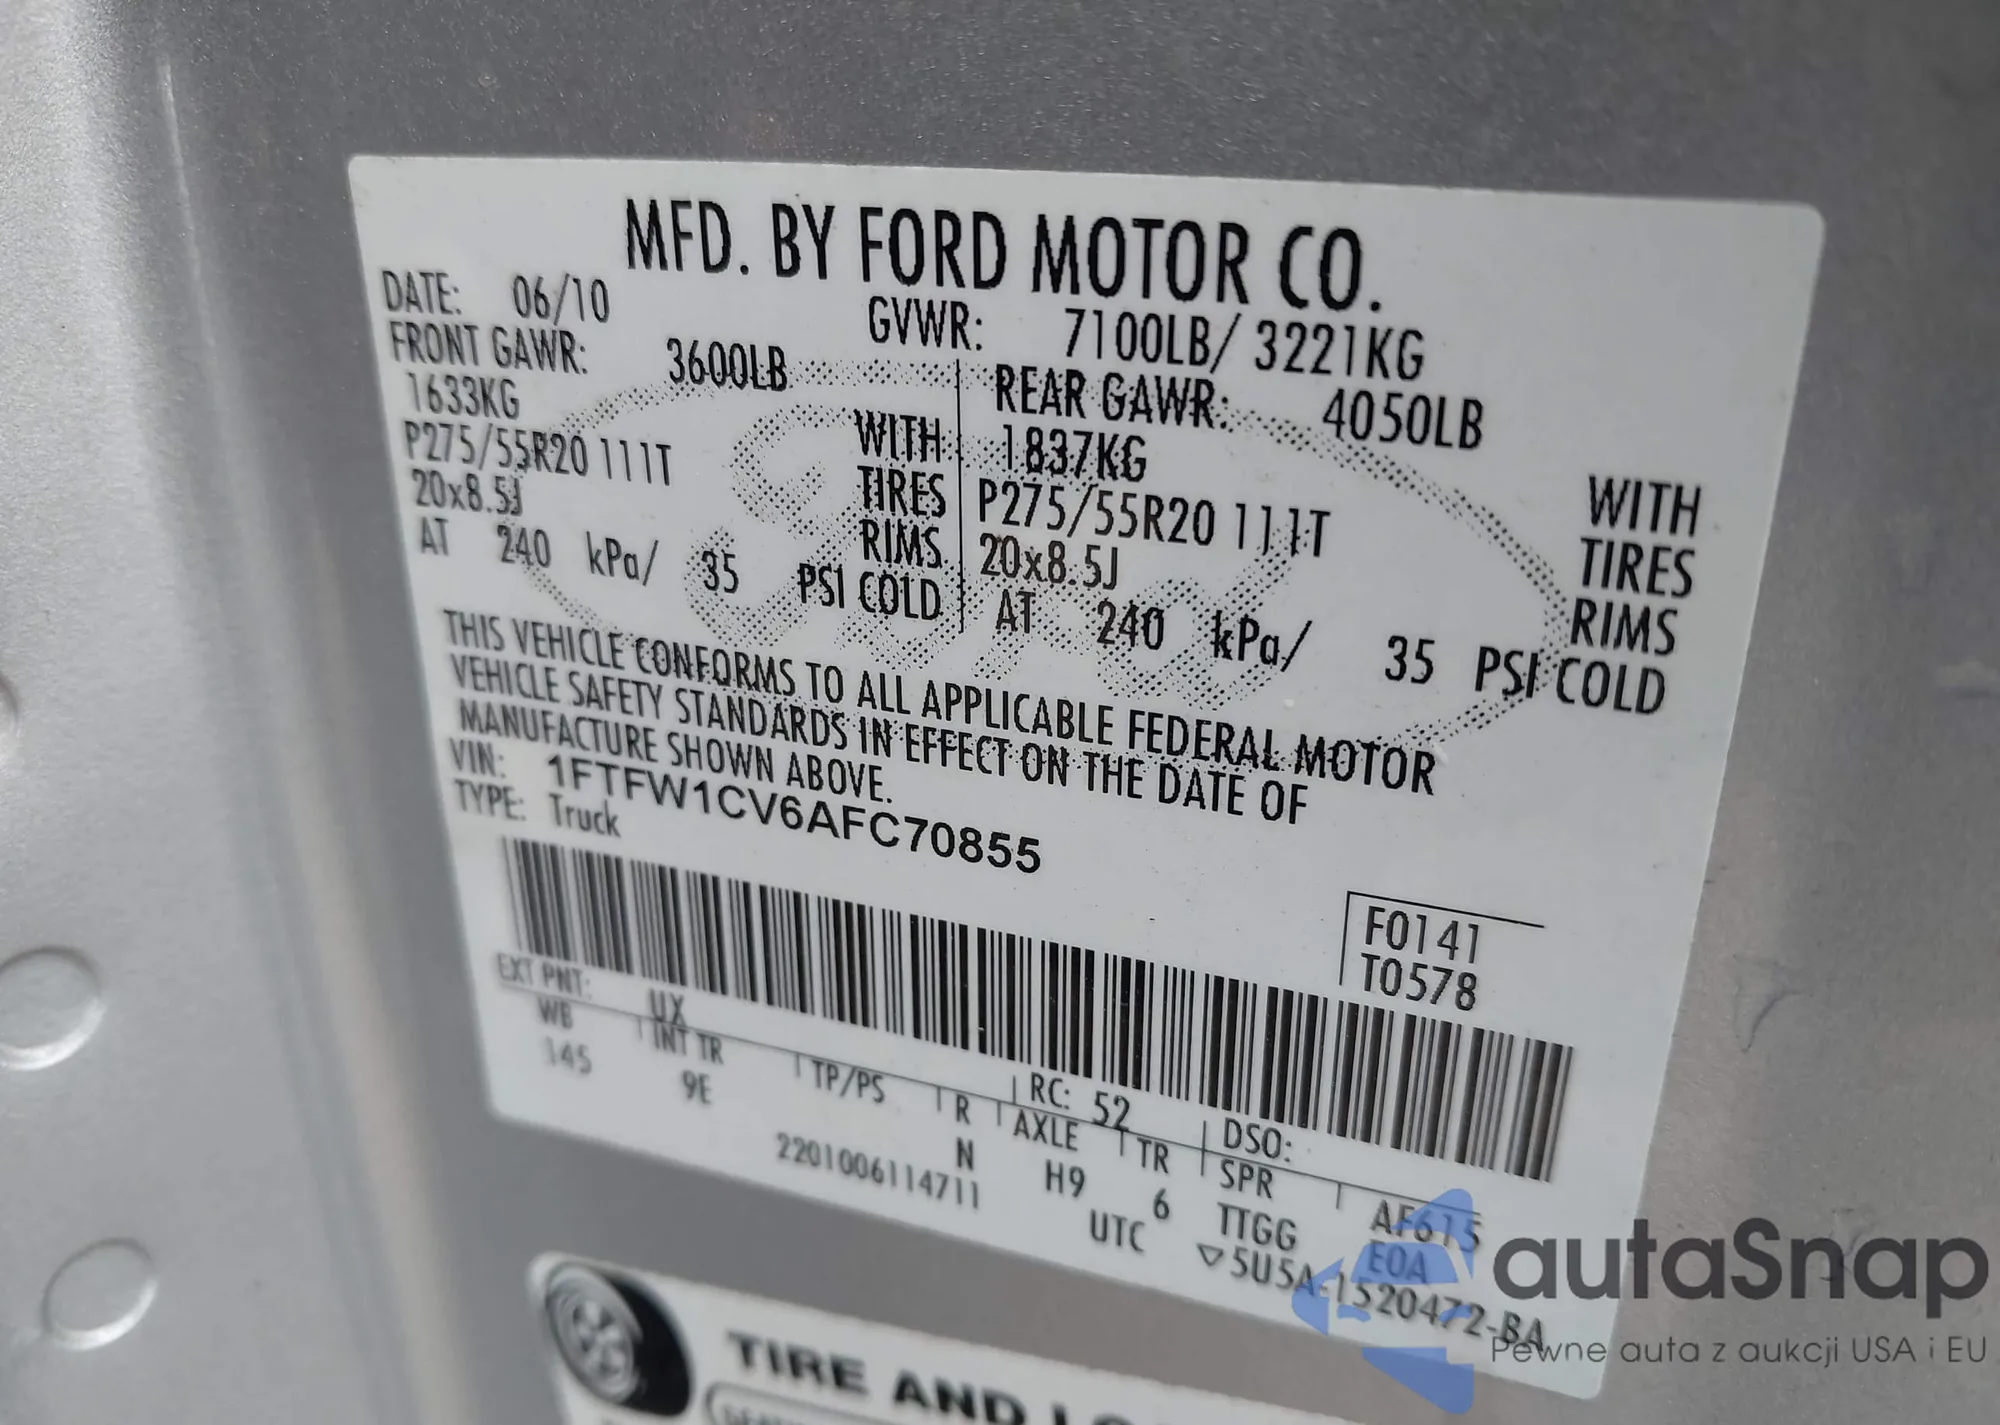 MFD. BY FORD MOTOR CO.
DATE: 06/10 GVWR: 7100LB/ 3221KG
FRONT GAWR: 3600LB REAR GAWR: 4050LB
1633KG WITH 1837KG WITH
P275/55R20 111T TIRES P275/55R20 111T TIRES
20x8.5J RIMS 20x8.5J RIMS
AT 240 kPa/ 35 PSI COLD AT 240 kPa/ 35 PSI COLD
THIS VEHICLE CONFORMS TO ALL APPLICABLE FEDERAL MOTOR
VEHICLE SAFETY STANDARDS IN EFFECT ON THE DATE OF
MANUFACTURE SHOWN ABOVE.
VIN: 1FTFW1CV6AFC70855
TYPE: Truck
F0141
T0578
EXT PNT: UX RC: 52 DSO:
WB INT TR TP/PS R AXLE TR SPR AF615
145 9E N H9 6 TTGG E0A
22010061147​11 UTC ▽5U5A-1520472-BA
TIRE AND
autaSnap
Pewne auta z aukcji USA i EU